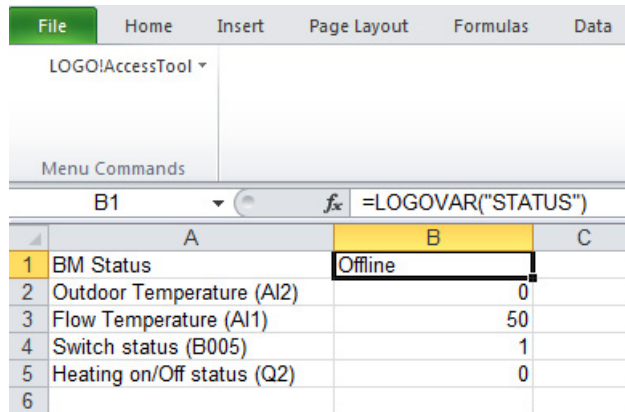 File Home Insert Page Layout Formulas Data
LOGO!AccessTool
Menu Commands
B1 fx =LOGOVAR("STATUS")
A B C
1 BM Status Offline
2 Outdoor Temperature (AI2) 0
3 Flow Temperature (AI1) 50
4 Switch status (B005) 1
5 Heating on/Off status (Q2) 0
6